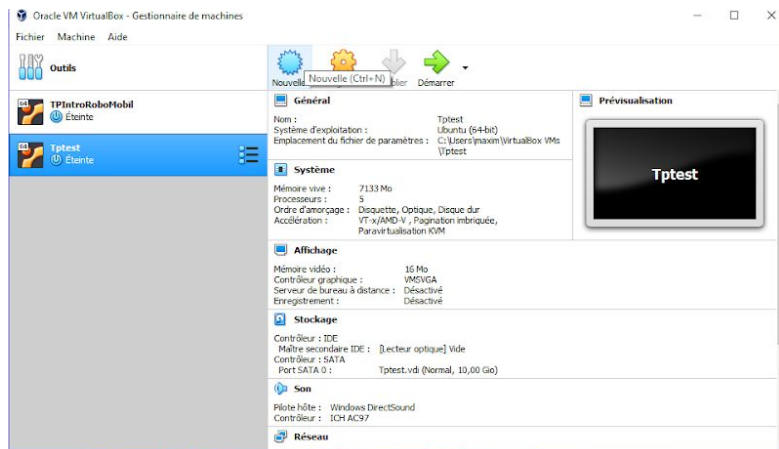 Oracle VM VirtualBox - Gestionnaire de machines
Fichier Machine Aide
Outils
Nouvelle
Nouvelle (Ctrl+N)
Démarrer
64
TPIntroRoboMobil
Éteinte
64
Tptest
Éteinte
Général
Nom : Tptest
Système d'exploitation : Ubuntu (64-bit)
Emplacement du fichier de paramètres : C:\Users\maxim\VirtualBox VMs
\Tptest
Système
Mémoire vive : 7133 Mo
Processeurs : 5
Ordre d'amorçage : Disquette, Optique, Disque dur
Accélération : VT-x/AMD-V , Pagination imbriquée,
Paravirtualisation KVM
Affichage
Mémoire vidéo : 16 Mo
Contrôleur graphique : VMSVGA
Serveur de bureau à distance : Désactivé
Enregistrement : Désactivé
Stockage
Contrôleur : IDE
Maître secondaire IDE : [Lecteur optique] Vide
Contrôleur : SATA
Port SATA 0 : Tptest.vdi (Normal, 10,00 Gio)
Son
Pilote hôte : Windows DirectSound
Contrôleur : ICH AC97
Réseau
Prévisualisation
Tptest